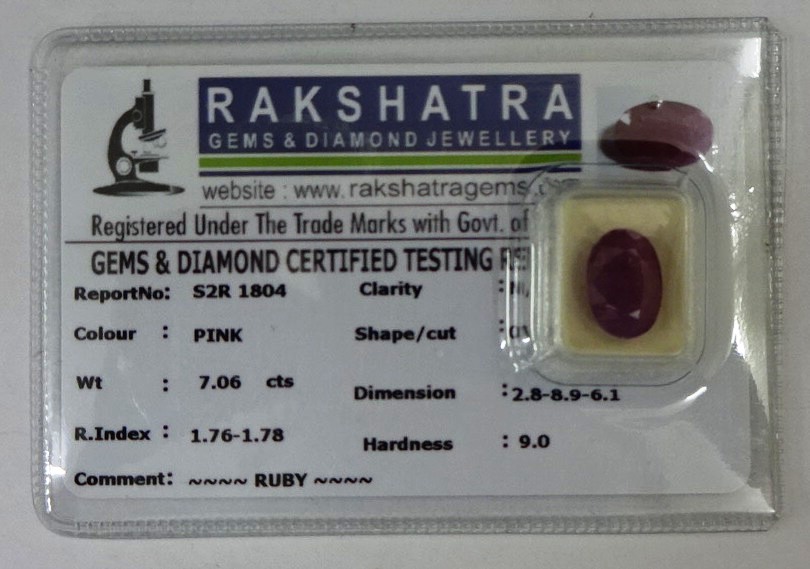 RAKSHATRA
GEMS & DIAMOND JEWELLERY
website : www.rakshatragems
Registered Under The Trade Marks with Govt. of
GEMS & DIAMOND CERTIFIED TESTING
ReportNo: S2R 1804 Clarity :
Colour : PINK Shape/cut :
Wt : 7.06 cts Dimension : 2.8-8.9-6.1
R.Index : 1.76-1.78 Hardness : 9.0
Comment: ~~~~ RUBY ~~~~